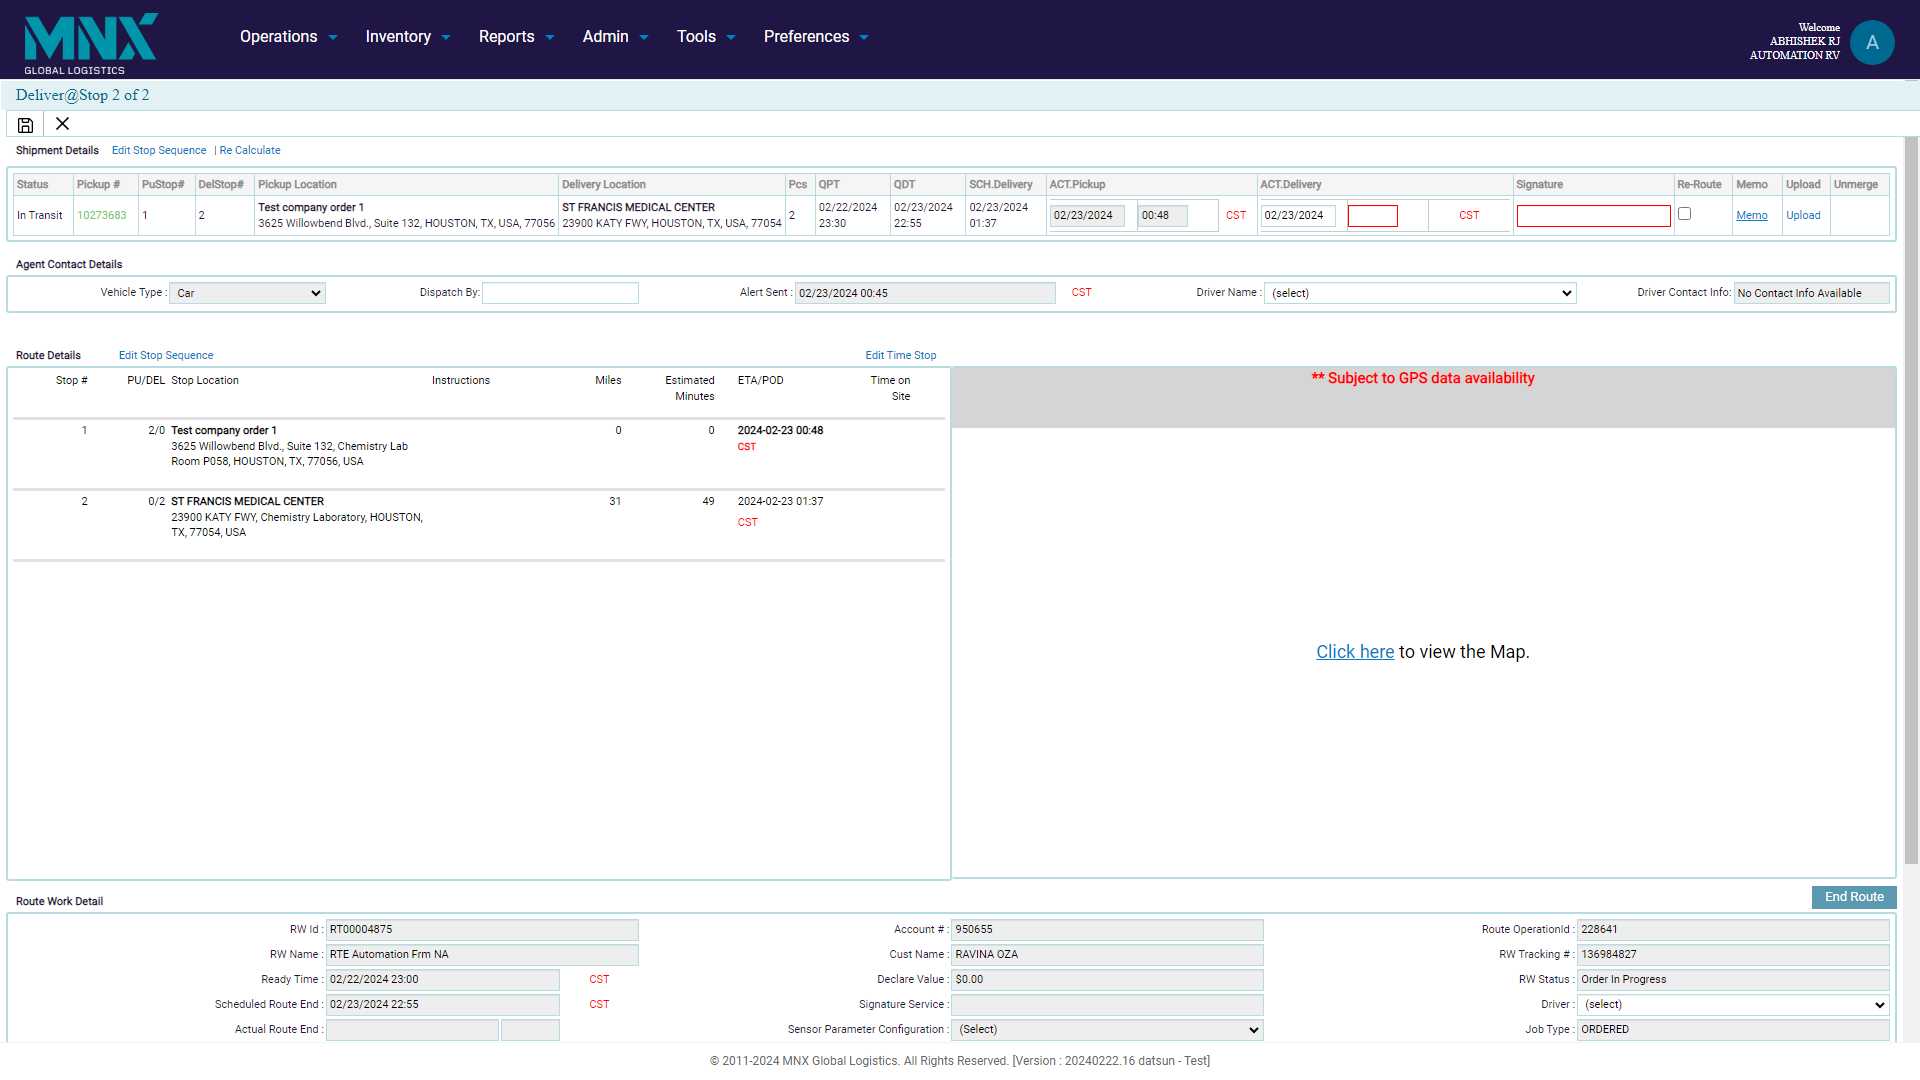 MNX
GLOBAL LOGISTICS
Operations Inventory Reports Admin Tools Preferences
Welcome
ABHISHEK RJ
AUTOMATION RV
A
Deliver@Stop 2 of 2
Shipment Details Edit Stop Sequence | Re Calculate
Status Pickup # PuStop# DelStop# Pickup Location Delivery Location Pcs QPT QDT SCH.Delivery ACT.Pickup ACT.Delivery Signature Re-Route Memo Upload Unmerge
In Transit 10273683 1 2 Test company order 1 ST FRANCIS MEDICAL CENTER 2 02/22/2024 02/23/2024 02/23/2024 02/23/2024 00:48 CST 02/23/2024 CST Memo Upload
3625 Willowbend Blvd., Suite 132, HOUSTON, TX, USA, 77056 23900 KATY FWY, HOUSTON, TX, USA, 77054 23:30 22:55 01:37
Agent Contact Details
Vehicle Type : Car Dispatch By: Alert Sent : 02/23/2024 00:45 CST Driver Name : (select) Driver Contact Info: No Contact Info Available
Route Details Edit Stop Sequence Edit Time Stop
Stop # PU/DEL Stop Location Instructions Miles Estimated Minutes ETA/POD Time on Site
1 2/0 Test company order 1 0 0 2024-02-23 00:48
3625 Willowbend Blvd., Suite 132, Chemistry Lab CST
Room P058, HOUSTON, TX, 77056, USA
2 0/2 ST FRANCIS MEDICAL CENTER 31 49 2024-02-23 01:37
23900 KATY FWY, Chemistry Laboratory, HOUSTON, CST
TX, 77054, USA
** Subject to GPS data availability
Click here to view the Map.
Route Work Detail End Route
RW Id : RT00004875 Account # : 950655 Route OperationId : 228641
RW Name : RTE Automation Frm NA Cust Name : RAVINA OZA RW Tracking # : 136984827
Ready Time : 02/22/2024 23:00 CST Declare Value : $0.00 RW Status : Order In Progress
Scheduled Route End : 02/23/2024 22:55 CST Signature Service : Driver : (select)
Actual Route End : Sensor Parameter Configuration : (Select) Job Type : ORDERED
© 2011-2024 MNX Global Logistics. All Rights Reserved. [Version : 20240222.16 datsun - Test]